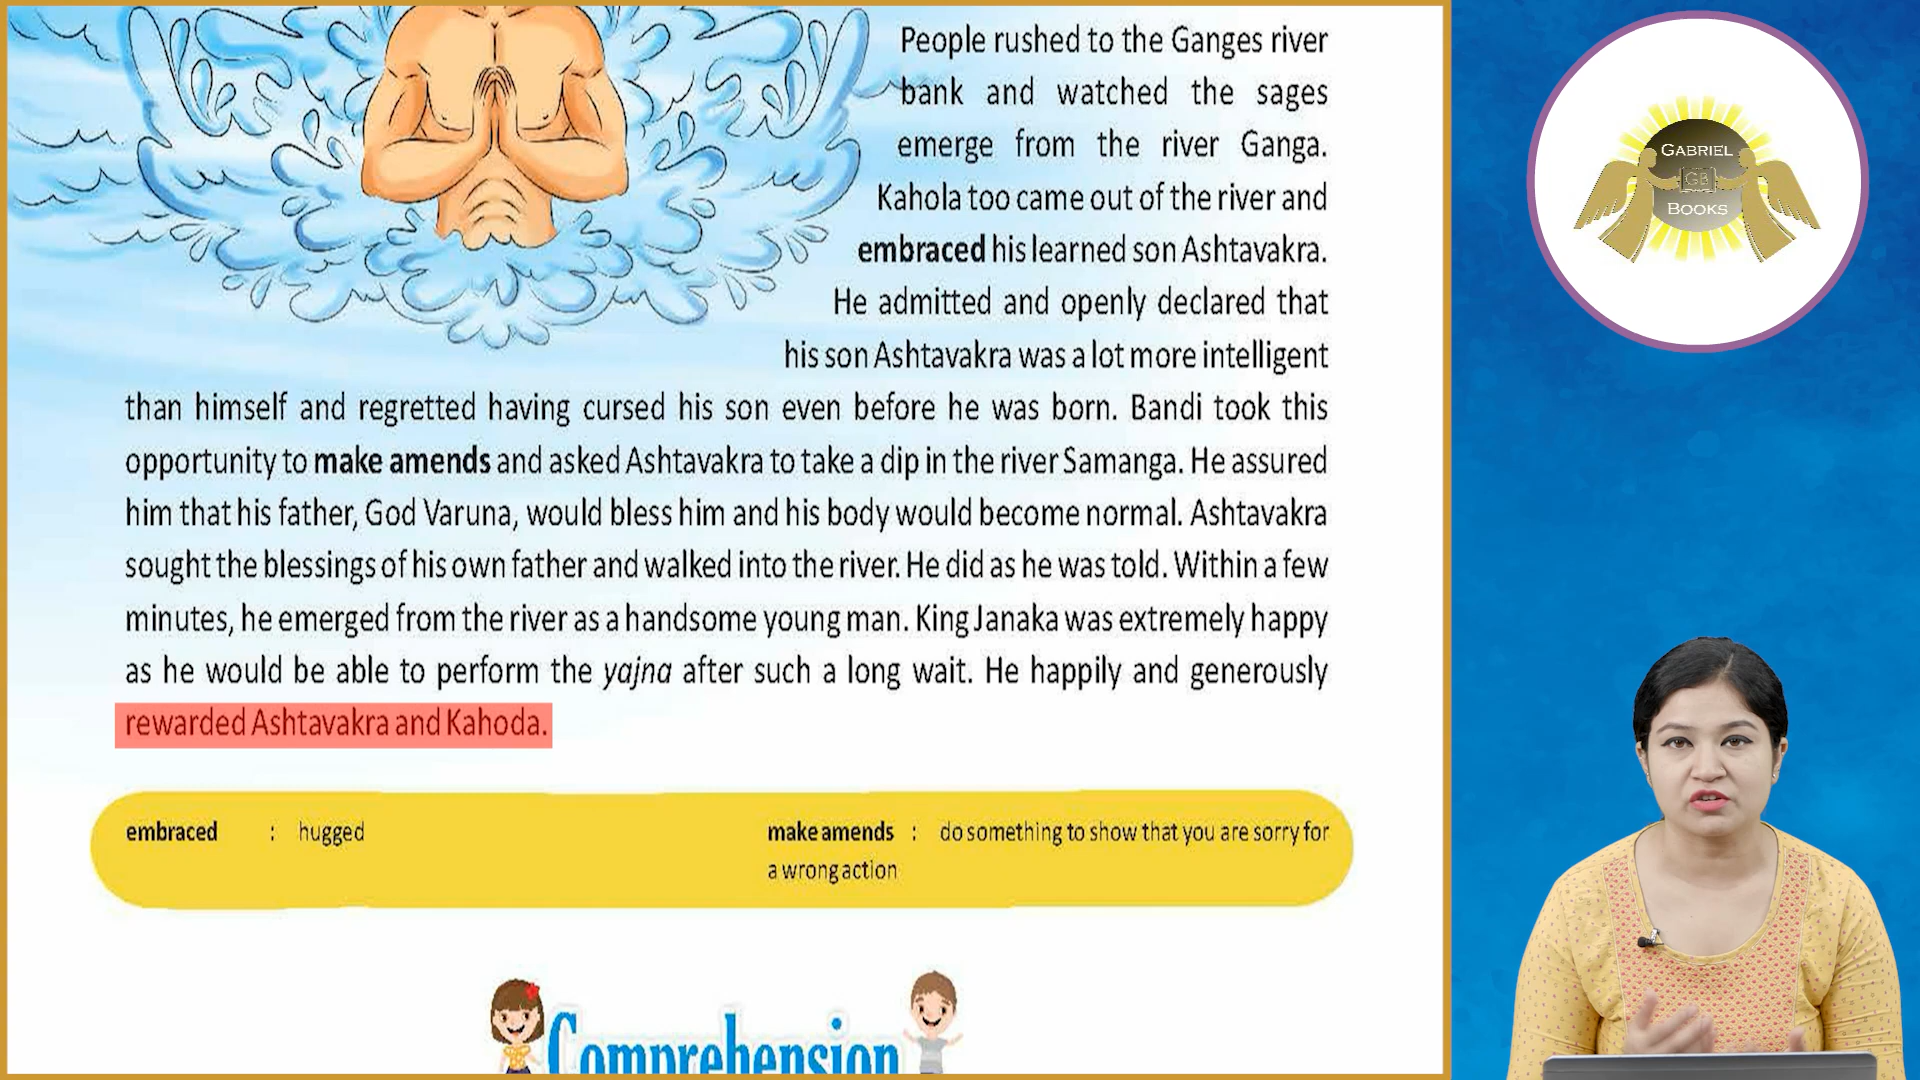 People rushed to the Ganges river
bank and watched the sages
emerge from the river Ganga.
Kahola too came out of the river and
embraced his learned son Ashtavakra.
He admitted and openly declared that
his son Ashtavakra was a lot more intelligent
than himself and regretted having cursed his son even before he was born. Bandi took this
opportunity to make amends and asked Ashtavakra to take a dip in the river Samanga. He assured
him that his father, God Varuna, would bless him and his body would become normal. Ashtavakra
sought the blessings of his own father and walked into the river. He did as he was told. Within a few
minutes, he emerged from the river as a handsome young man. King Janaka was extremely happy
as he would be able to perform the yajna after such a long wait. He happily and generously
rewarded Ashtavakra and Kahoda.
embraced : hugged
make amends : do something to show that you are sorry for
a wrong action
Comprehension
GABRIEL
GB
BOOKS